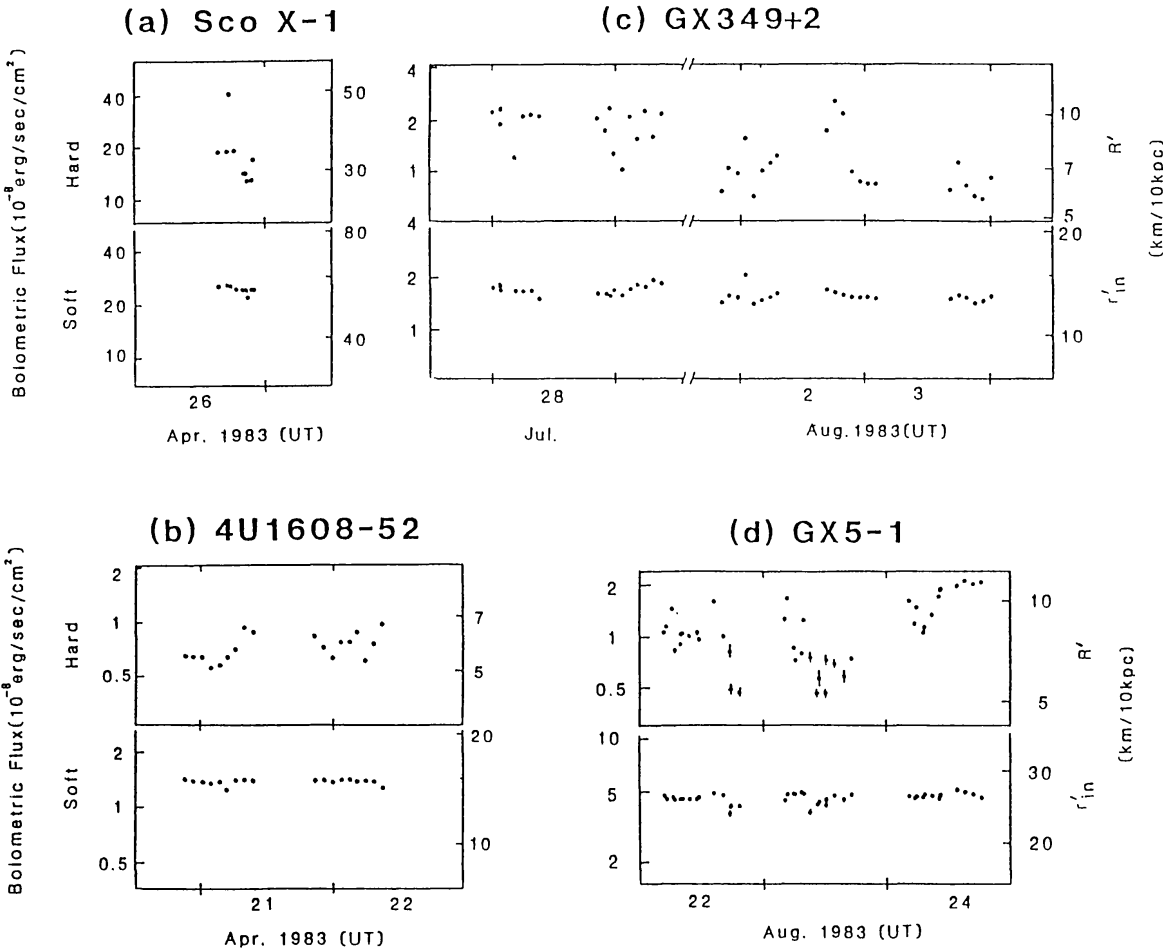 (a) Sco X-1
Bolometric Flux(10⁻⁸erg/sec/cm²)
Hard
40
20
10
50
30
Soft
40
20
10
80
40
26
Apr. 1983 (UT)
(c) GX349+2
4
2
1
10
7
5
R'
(km/10kpc)
4
2
1
20
10
r'in
28
2
3
Jul.
Aug.1983(UT)
(b) 4U1608-52
Bolometric Flux(10⁻⁸erg/sec/cm²)
Hard
2
1
0.5
7
5
Soft
2
1
0.5
20
10
21
22
Apr. 1983 (UT)
(d) GX5-1
2
1
0.5
10
5
R'
(km/10kpc)
10
5
2
30
20
r'in
22
24
Aug. 1983 (UT)